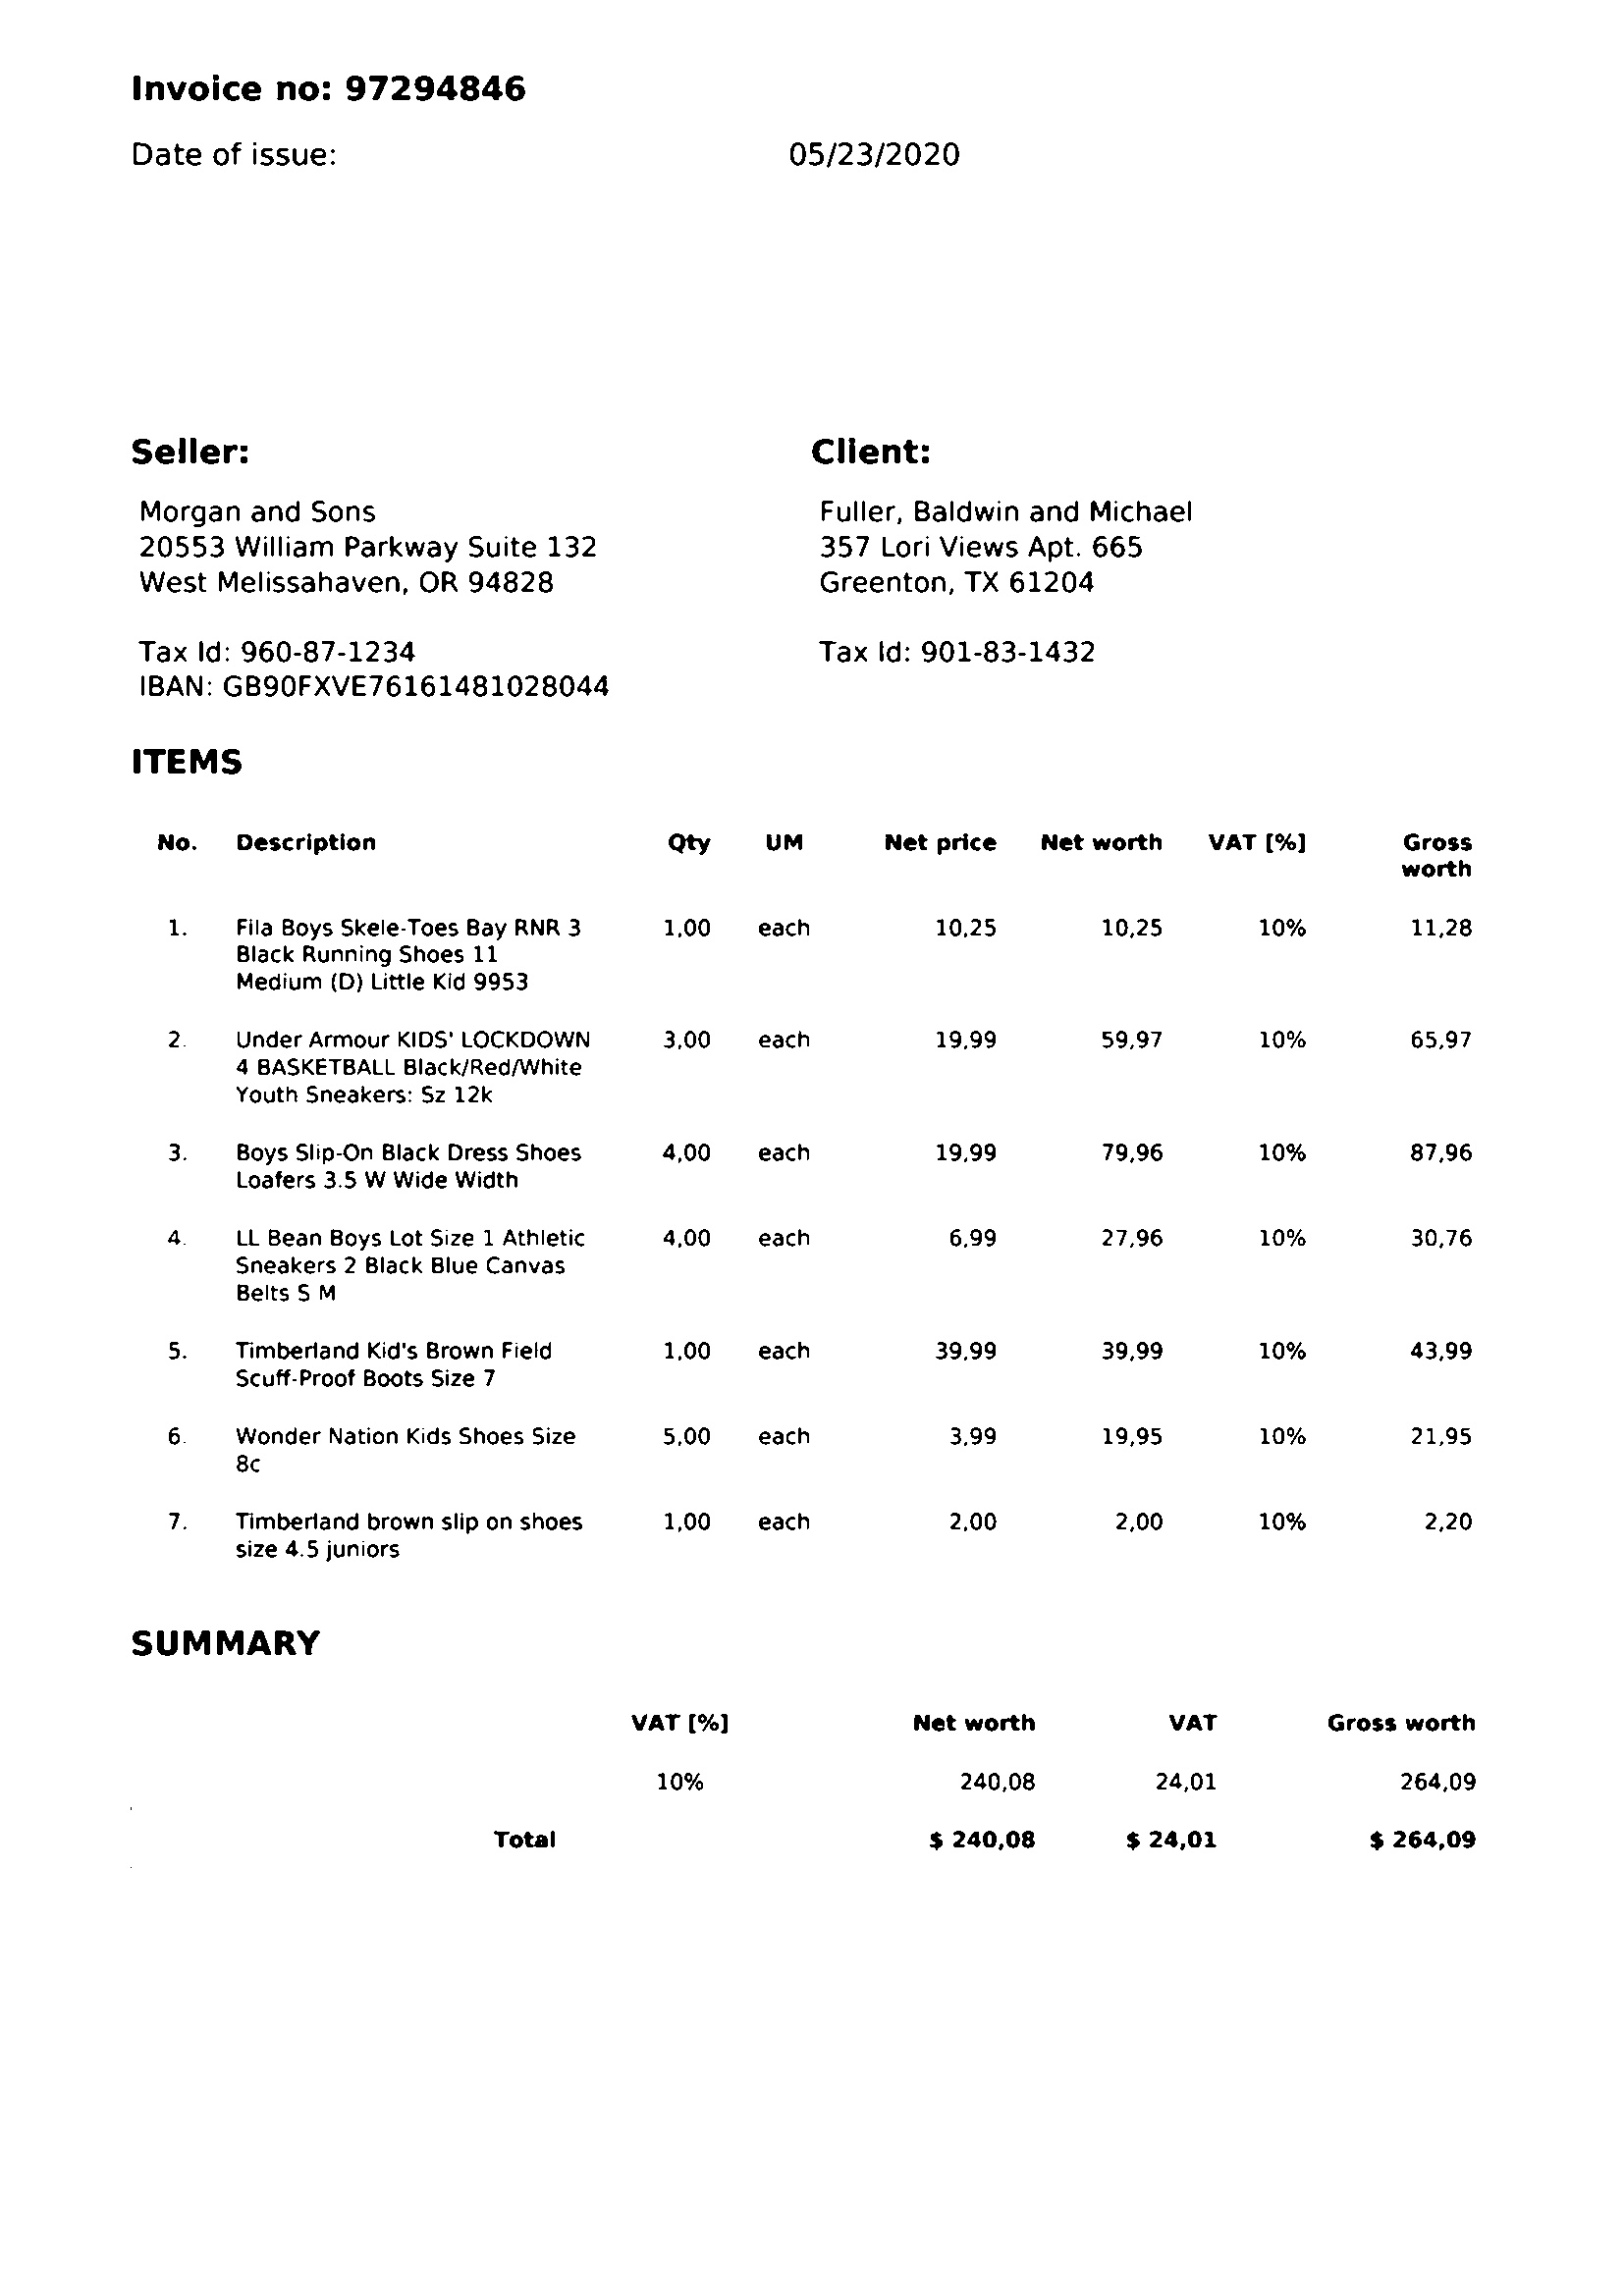 Invoice no: 97294846
Date of issue: 05/23/2020
Seller: Client:
Morgan and Sons Fuller, Baldwin and Michael
20553 William Parkway Suite 132 357 Lori Views Apt. 665
West Melissahaven, OR 94828 Greenton, TX 61204
Tax Id: 960-87-1234 Tax Id: 901-83-1432
IBAN: GB90FXVE76161481028044
ITEMS
No. Description Qty UM Net price Net worth VAT [%] Gross
worth
1. Fila Boys Skele-Toes Bay RNR 3 1,00 each 10,25 10,25 10% 11,28
Black Running Shoes 11
Medium (D) Little Kid 9953
2. Under Armour KIDS' LOCKDOWN 3,00 each 19,99 59,97 10% 65,97
4 BASKETBALL Black/Red/White
Youth Sneakers: Sz 12k
3. Boys Slip-On Black Dress Shoes 4,00 each 19,99 79,96 10% 87,96
Loafers 3.5 W Wide Width
4. LL Bean Boys Lot Size 1 Athletic 4,00 each 6,99 27,96 10% 30,76
Sneakers 2 Black Blue Canvas
Belts S M
5. Timberland Kid's Brown Field 1,00 each 39,99 39,99 10% 43,99
Scuff-Proof Boots Size 7
6. Wonder Nation Kids Shoes Size 5,00 each 3,99 19,95 10% 21,95
8c
7. Timberland brown slip on shoes 1,00 each 2,00 2,00 10% 2,20
size 4.5 juniors
SUMMARY
VAT [%] Net worth VAT Gross worth
10% 240,08 24,01 264,09
Total $ 240,08 $ 24,01 $ 264,09